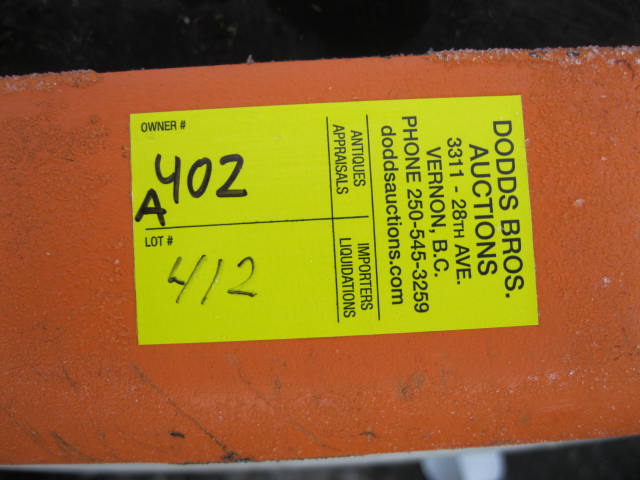 DODDS BROS.
AUCTIONS
3311 - 28TH AVE.
VERNON, B.C.
PHONE 250-545-3259
doddsauctions.com
ANTIQUES
APPRAISALS
IMPORTERS
LIQUIDATIONS
OWNER #
A402
LOT #
412